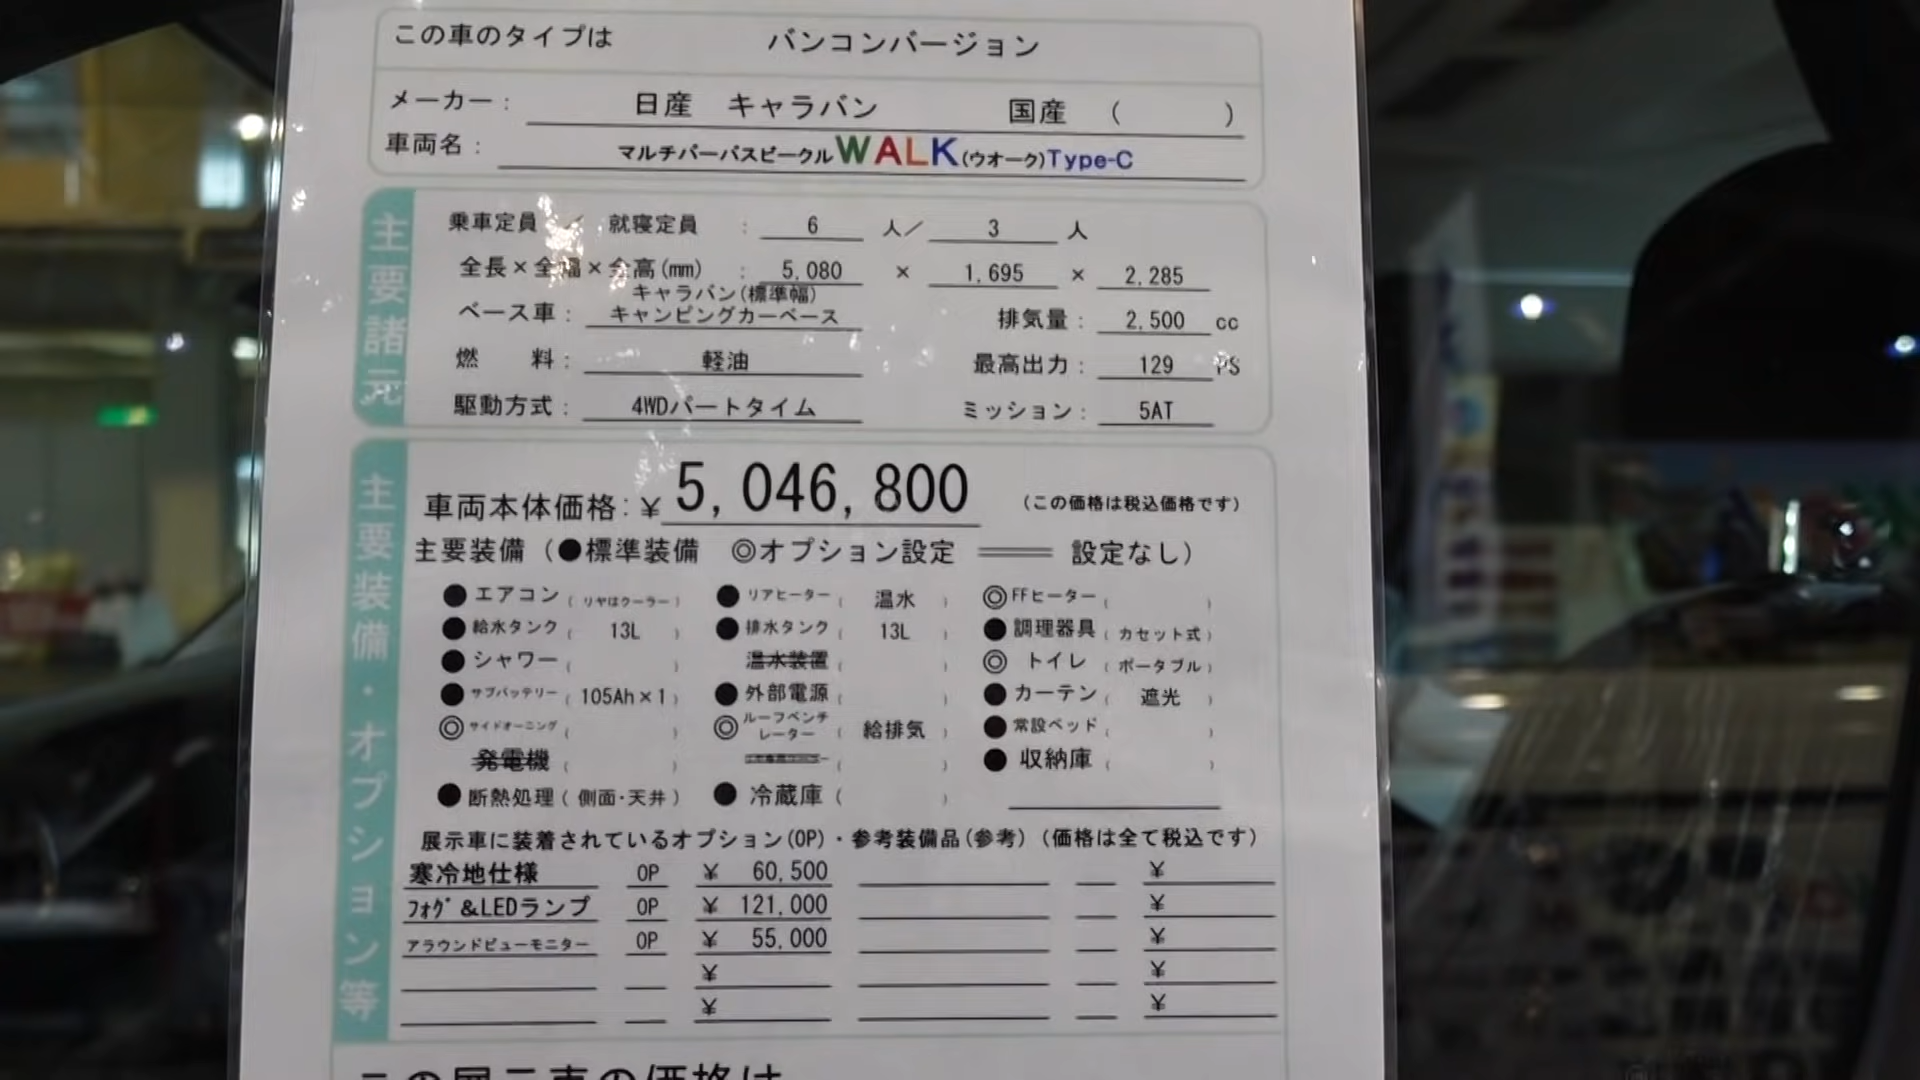 この車のタイプは バンコンバージョン
メーカー: 日産 キャラバン 国産 ( )
車両名: マルチパーパスビークルWALK(ウオーク)Type-C
主要諸元
乗車定員 / 就寝定員 : 6 人/ 3 人
全長×全幅×全高(mm) : 5,080 × 1,695 × 2,285
ベース車: キャラバン(標準幅) キャンピングカーベース 排気量: 2,500 cc
燃 料: 軽油 最高出力: 129 PS
駆動方式: 4WDパートタイム ミッション: 5AT
主要装備・オプション等
車両本体価格:¥ 5,046,800 (この価格は税込価格です)
主要装備(●標準装備 ◎オプション設定 ═══ 設定なし)
●エアコン(リヤはクーラー) ●リアヒーター( 温水 ) ◎FFヒーター( )
●給水タンク( 13L ) ●排水タンク( 13L ) ●調理器具(カセット式)
●シャワー( ) 温水装置( ) ◎トイレ(ポータブル)
●サブバッテリー(105Ah×1) ●外部電源( ) ●カーテン( 遮光 )
◎サイドオーニング( ) ◎ルーフベンチレーター( 給排気 ) ●常設ベッド( )
発電機( ) ( ) ●収納庫( )
●断熱処理(側面・天井) ●冷蔵庫( )
展示車に装着されているオプション(OP)・参考装備品(参考)(価格は全て税込です)
寒冷地仕様 OP ¥ 60,500 ¥
フォグ&LEDランプ OP ¥ 121,000 ¥
アラウンドビューモニター OP ¥ 55,000 ¥
¥ ¥
¥ ¥
この展示車の価格は